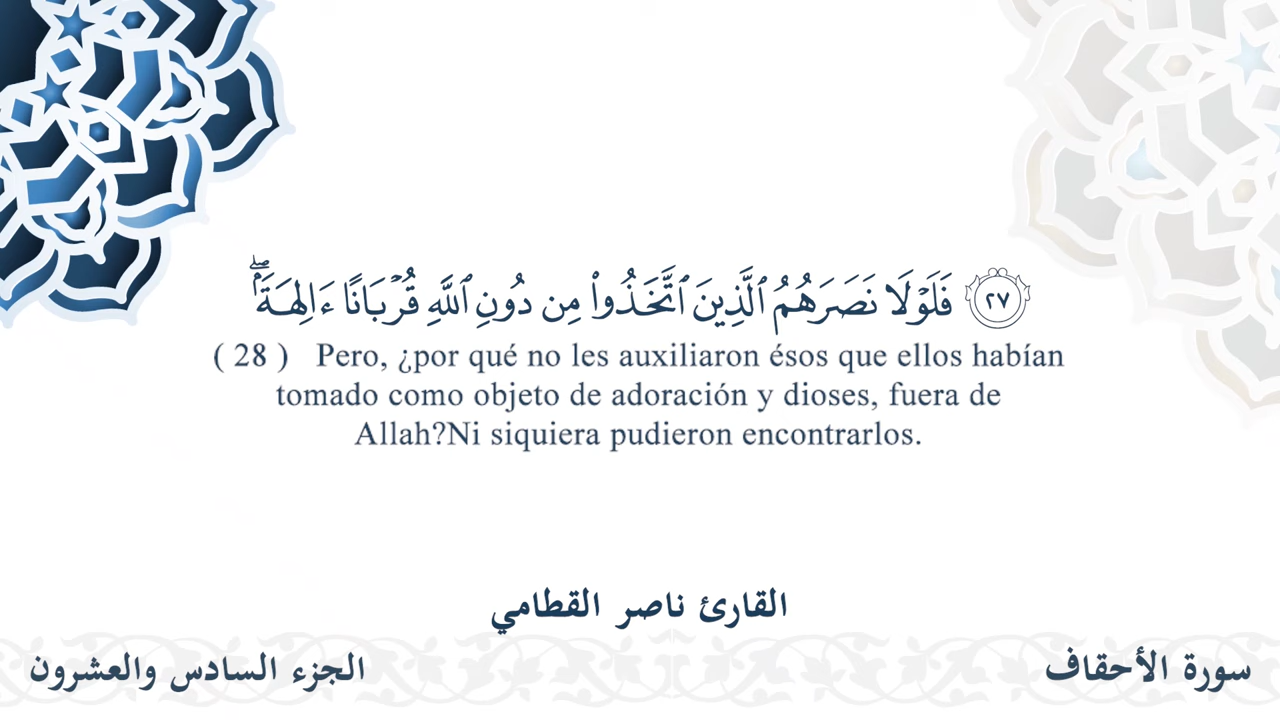 ٢٧ فَلَوۡلَا نَصَرَهُمُ ٱلَّذِينَ ٱتَّخَذُواْ مِن دُونِ ٱللَّهِ قُرۡبَانًا ءَالِهَةَۢۖ
( 28 ) Pero, ¿por qué no les auxiliaron ésos que ellos habían
tomado como objeto de adoración y dioses, fuera de
Allah?Ni siquiera pudieron encontrarlos.
القارئ ناصر القطامي
سورة الأحقاف
الجزء السادس والعشرون